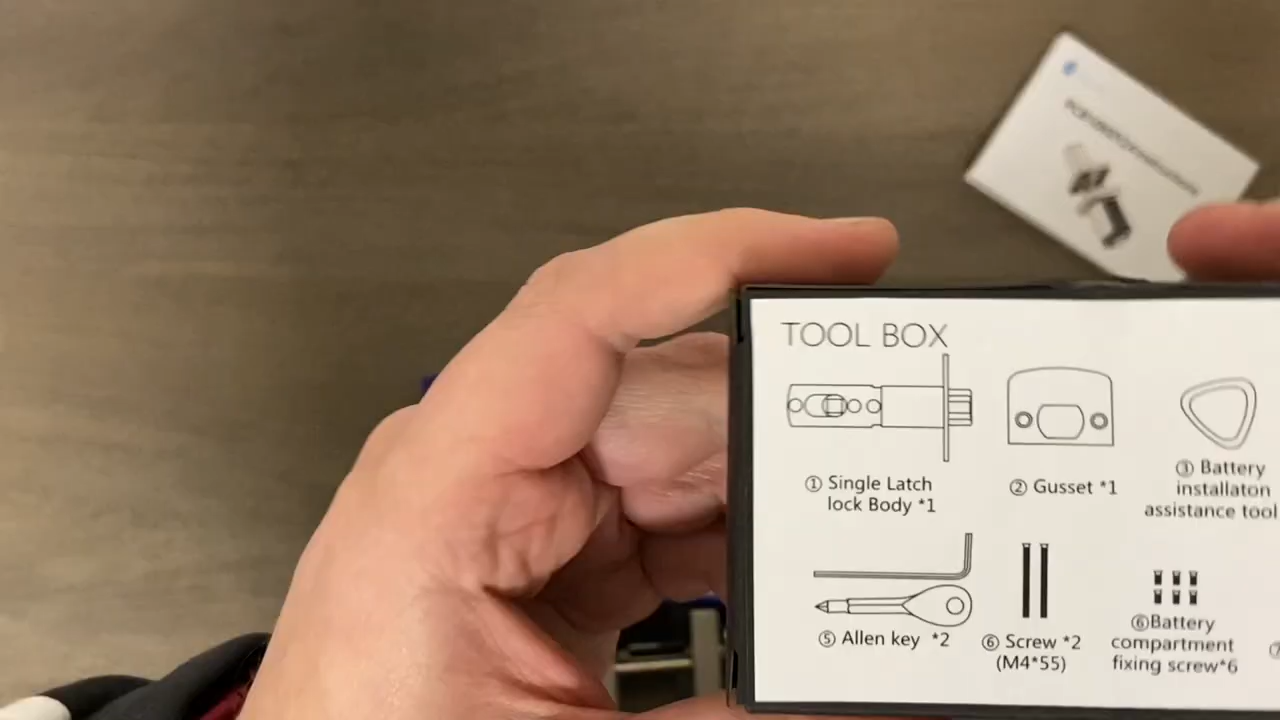 TOOL BOX
① Single Latch
lock Body *1
② Gusset *1
③ Battery
installaton
assistance tool
⑤ Allen key *2
⑥ Screw *2
(M4*55)
⑥Battery
compartment
fixing screw*6
⑦